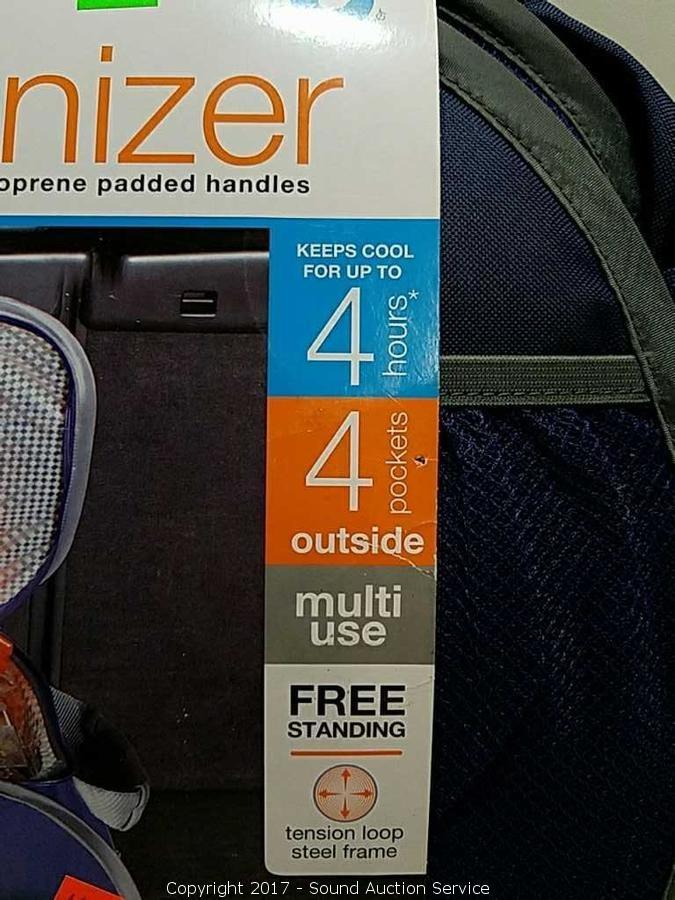 nizer
oprene padded handles
KEEPS COOL
FOR UP TO
4 hours*
4 pockets
outside
multi
use
FREE
STANDING
tension loop
steel frame
Copyright 2017 - Sound Auction Service